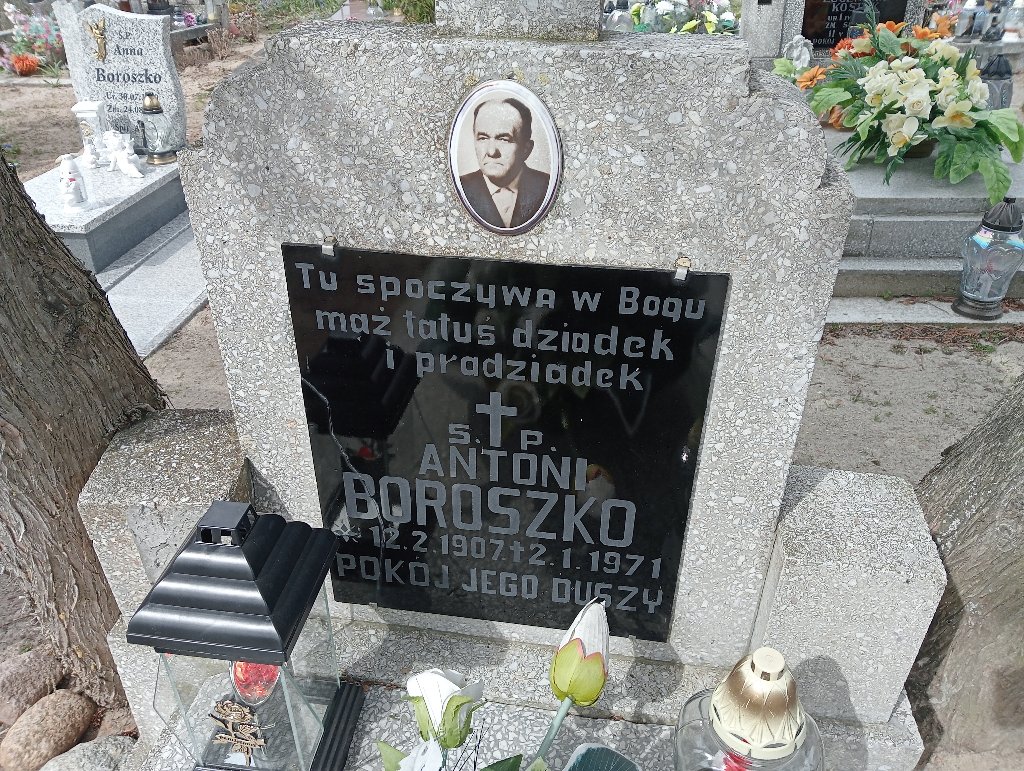 Anna
Boroszko
Tu spoczywa w Bogu
mąż tatuś dziadek
i pradziadek
ś. p.
ANTONI
BOROSZKO
* 12.2.1907 † 2.1.1971
POKÓJ JEGO DUSZY